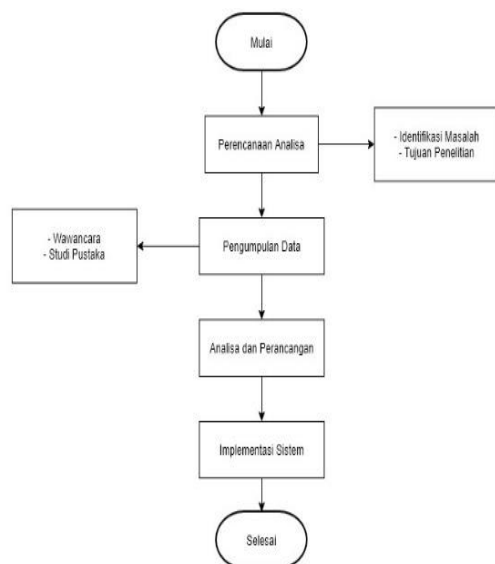 Mulai
Perencanaan Analisa
- Identifikasi Masalah
- Tujuan Penelitian
- Wawancara
- Studi Pustaka
Pengumpulan Data
Analisa dan Perancangan
Implementasi Sistem
Selesai